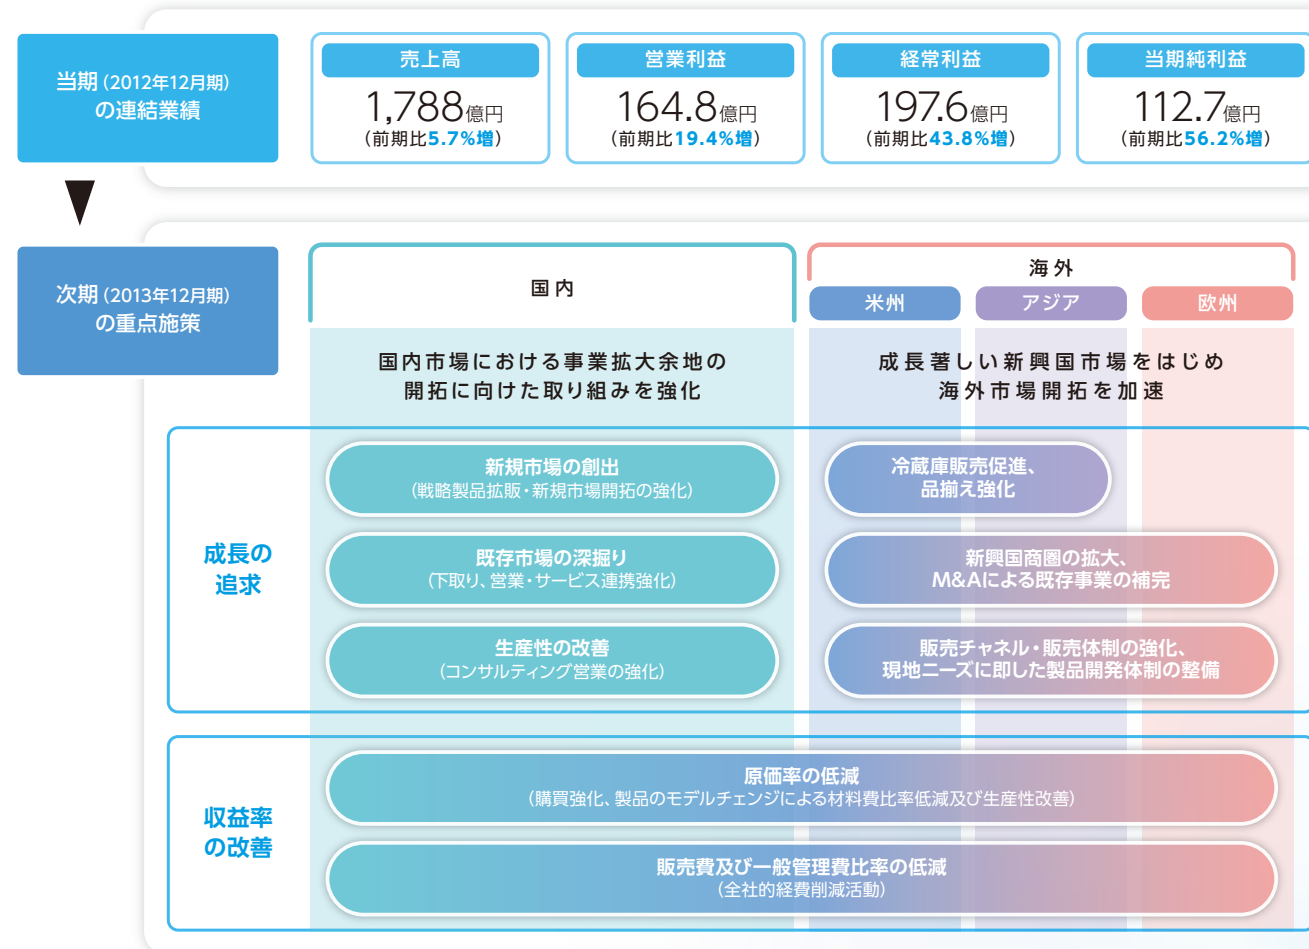 当期(2012年12月期)
の連結業績
売上高
1,788億円
(前期比5.7%増)
営業利益
164.8億円
(前期比19.4%増)
経常利益
197.6億円
(前期比43.8%増)
当期純利益
112.7億円
(前期比56.2%増)
次期(2013年12月期)
の重点施策
国内
海外
米州
アジア
欧州
国内市場における事業拡大余地の
開拓に向けた取り組みを強化
成長著しい新興国市場をはじめ
海外市場開拓を加速
成長の
追求
新規市場の創出
(戦略製品拡販・新規市場開拓の強化)
既存市場の深掘り
(下取り、営業・サービス連携強化)
生産性の改善
(コンサルティング営業の強化)
冷蔵庫販売促進、
品揃え強化
新興国商圏の拡大、
M&Aによる既存事業の補完
販売チャネル・販売体制の強化、
現地ニーズに即した製品開発体制の整備
収益率
の改善
原価率の低減
(購買強化、製品のモデルチェンジによる材料費比率低減及び生産性改善)
販売費及び一般管理費比率の低減
(全社的経費削減活動)